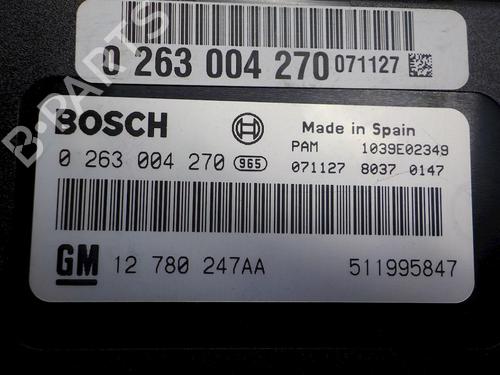 0 263 004 270 071127
BOSCH
Made in Spain
0 263 004 270 965
PAM 1039E02349
071127 8037 0147
GM 12 780 247AA 511995847
B-PARTS